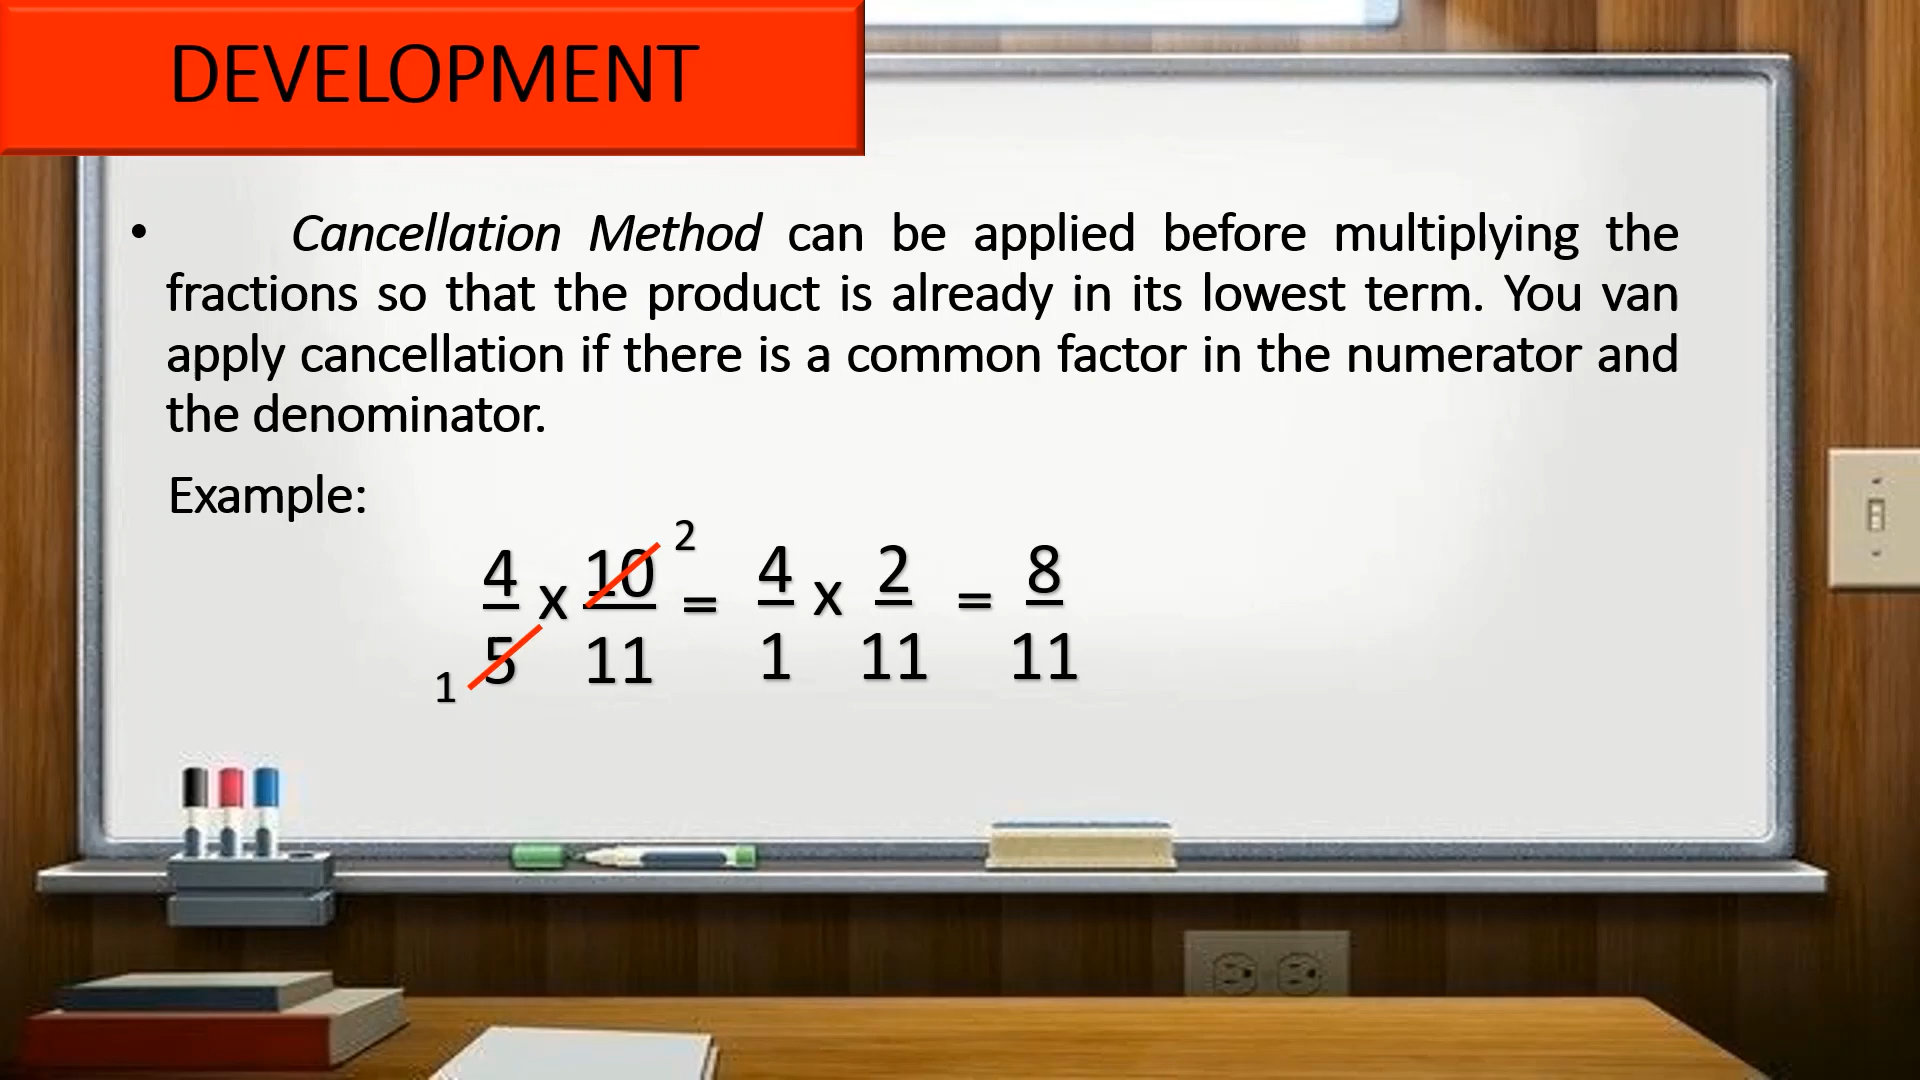 DEVELOPMENT
• Cancellation Method can be applied before multiplying the
fractions so that the product is already in its lowest term. You van
apply cancellation if there is a common factor in the numerator and
the denominator.
Example:
2
4 x 10 = 4 x 2 = 8
5 11 1 11 11
1